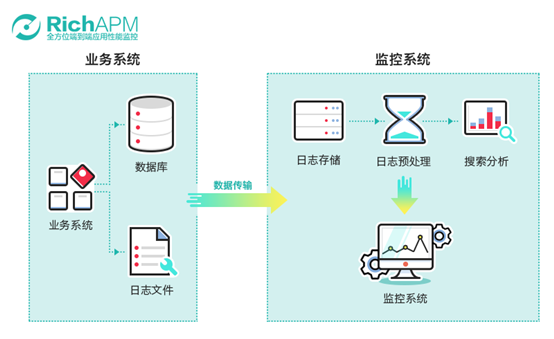 RichAPM
全方位端到端应用性能监控
业务系统
监控系统
数据库
业务系统
日志文件
数据传输
日志存储
日志预处理
搜索分析
监控系统